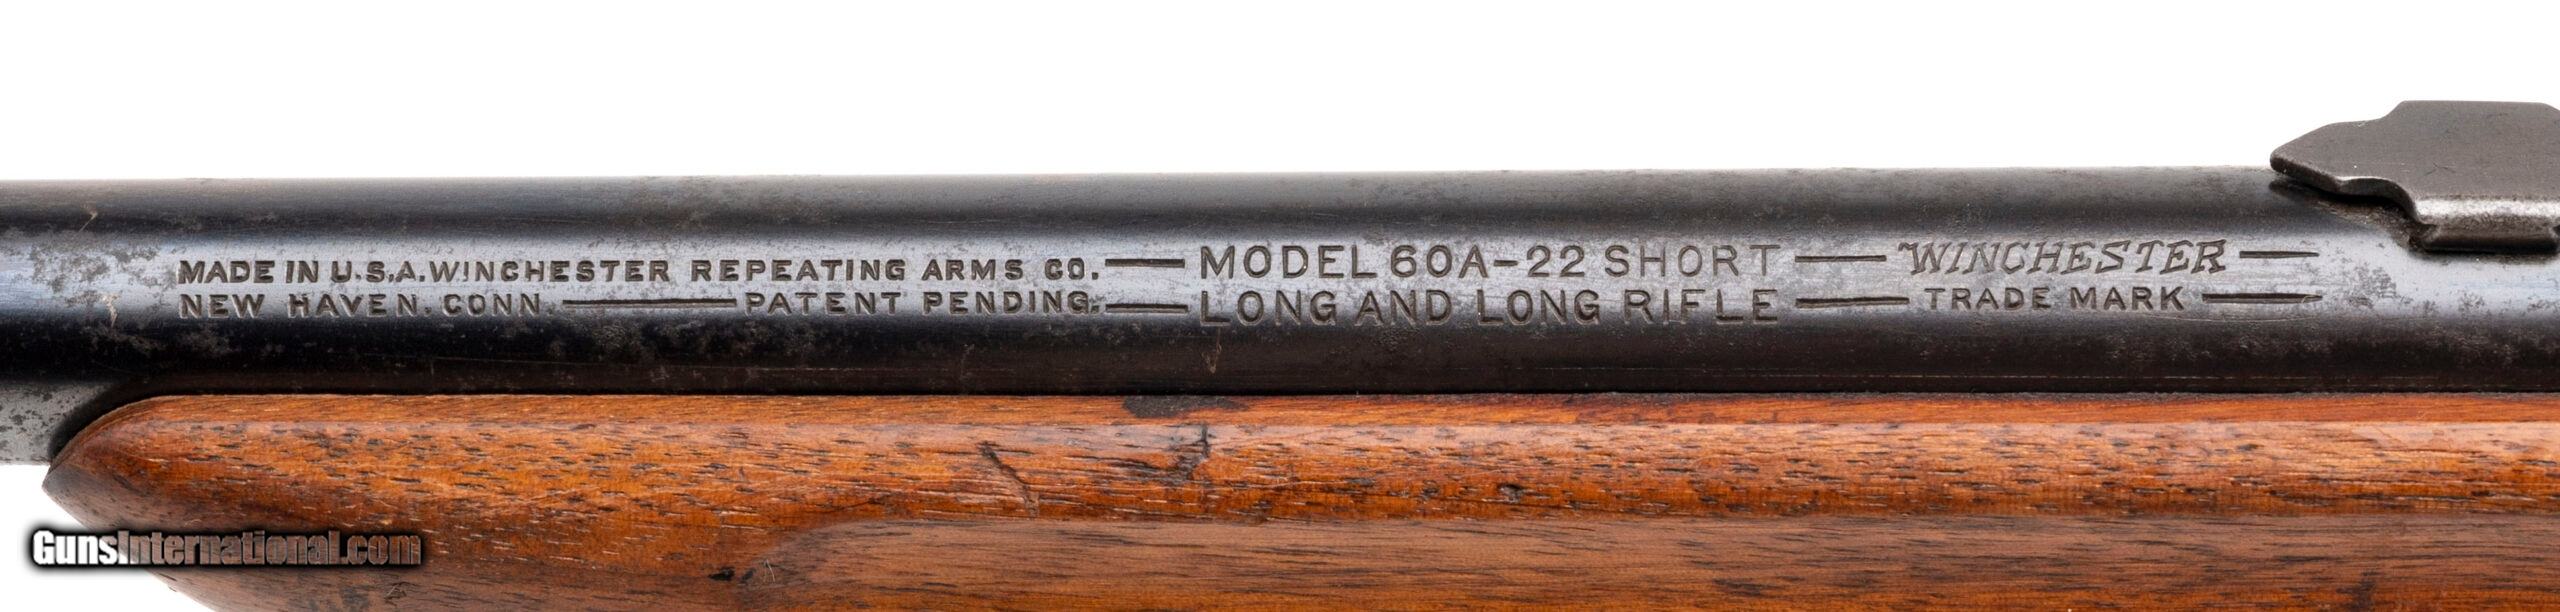 MADE IN U.S.A. WINCHESTER REPEATING ARMS CO. — MODEL 60A-22 SHORT — WINCHESTER —
NEW HAVEN. CONN. — PATENT PENDING. — LONG AND LONG RIFLE — TRADE MARK —
GunsInternational.com